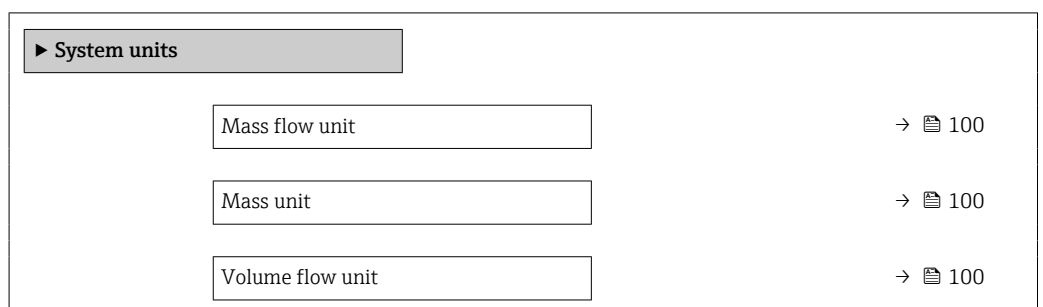 ▶ System units
Mass flow unit → 🖺 100
Mass unit → 🖺 100
Volume flow unit → 🖺 100